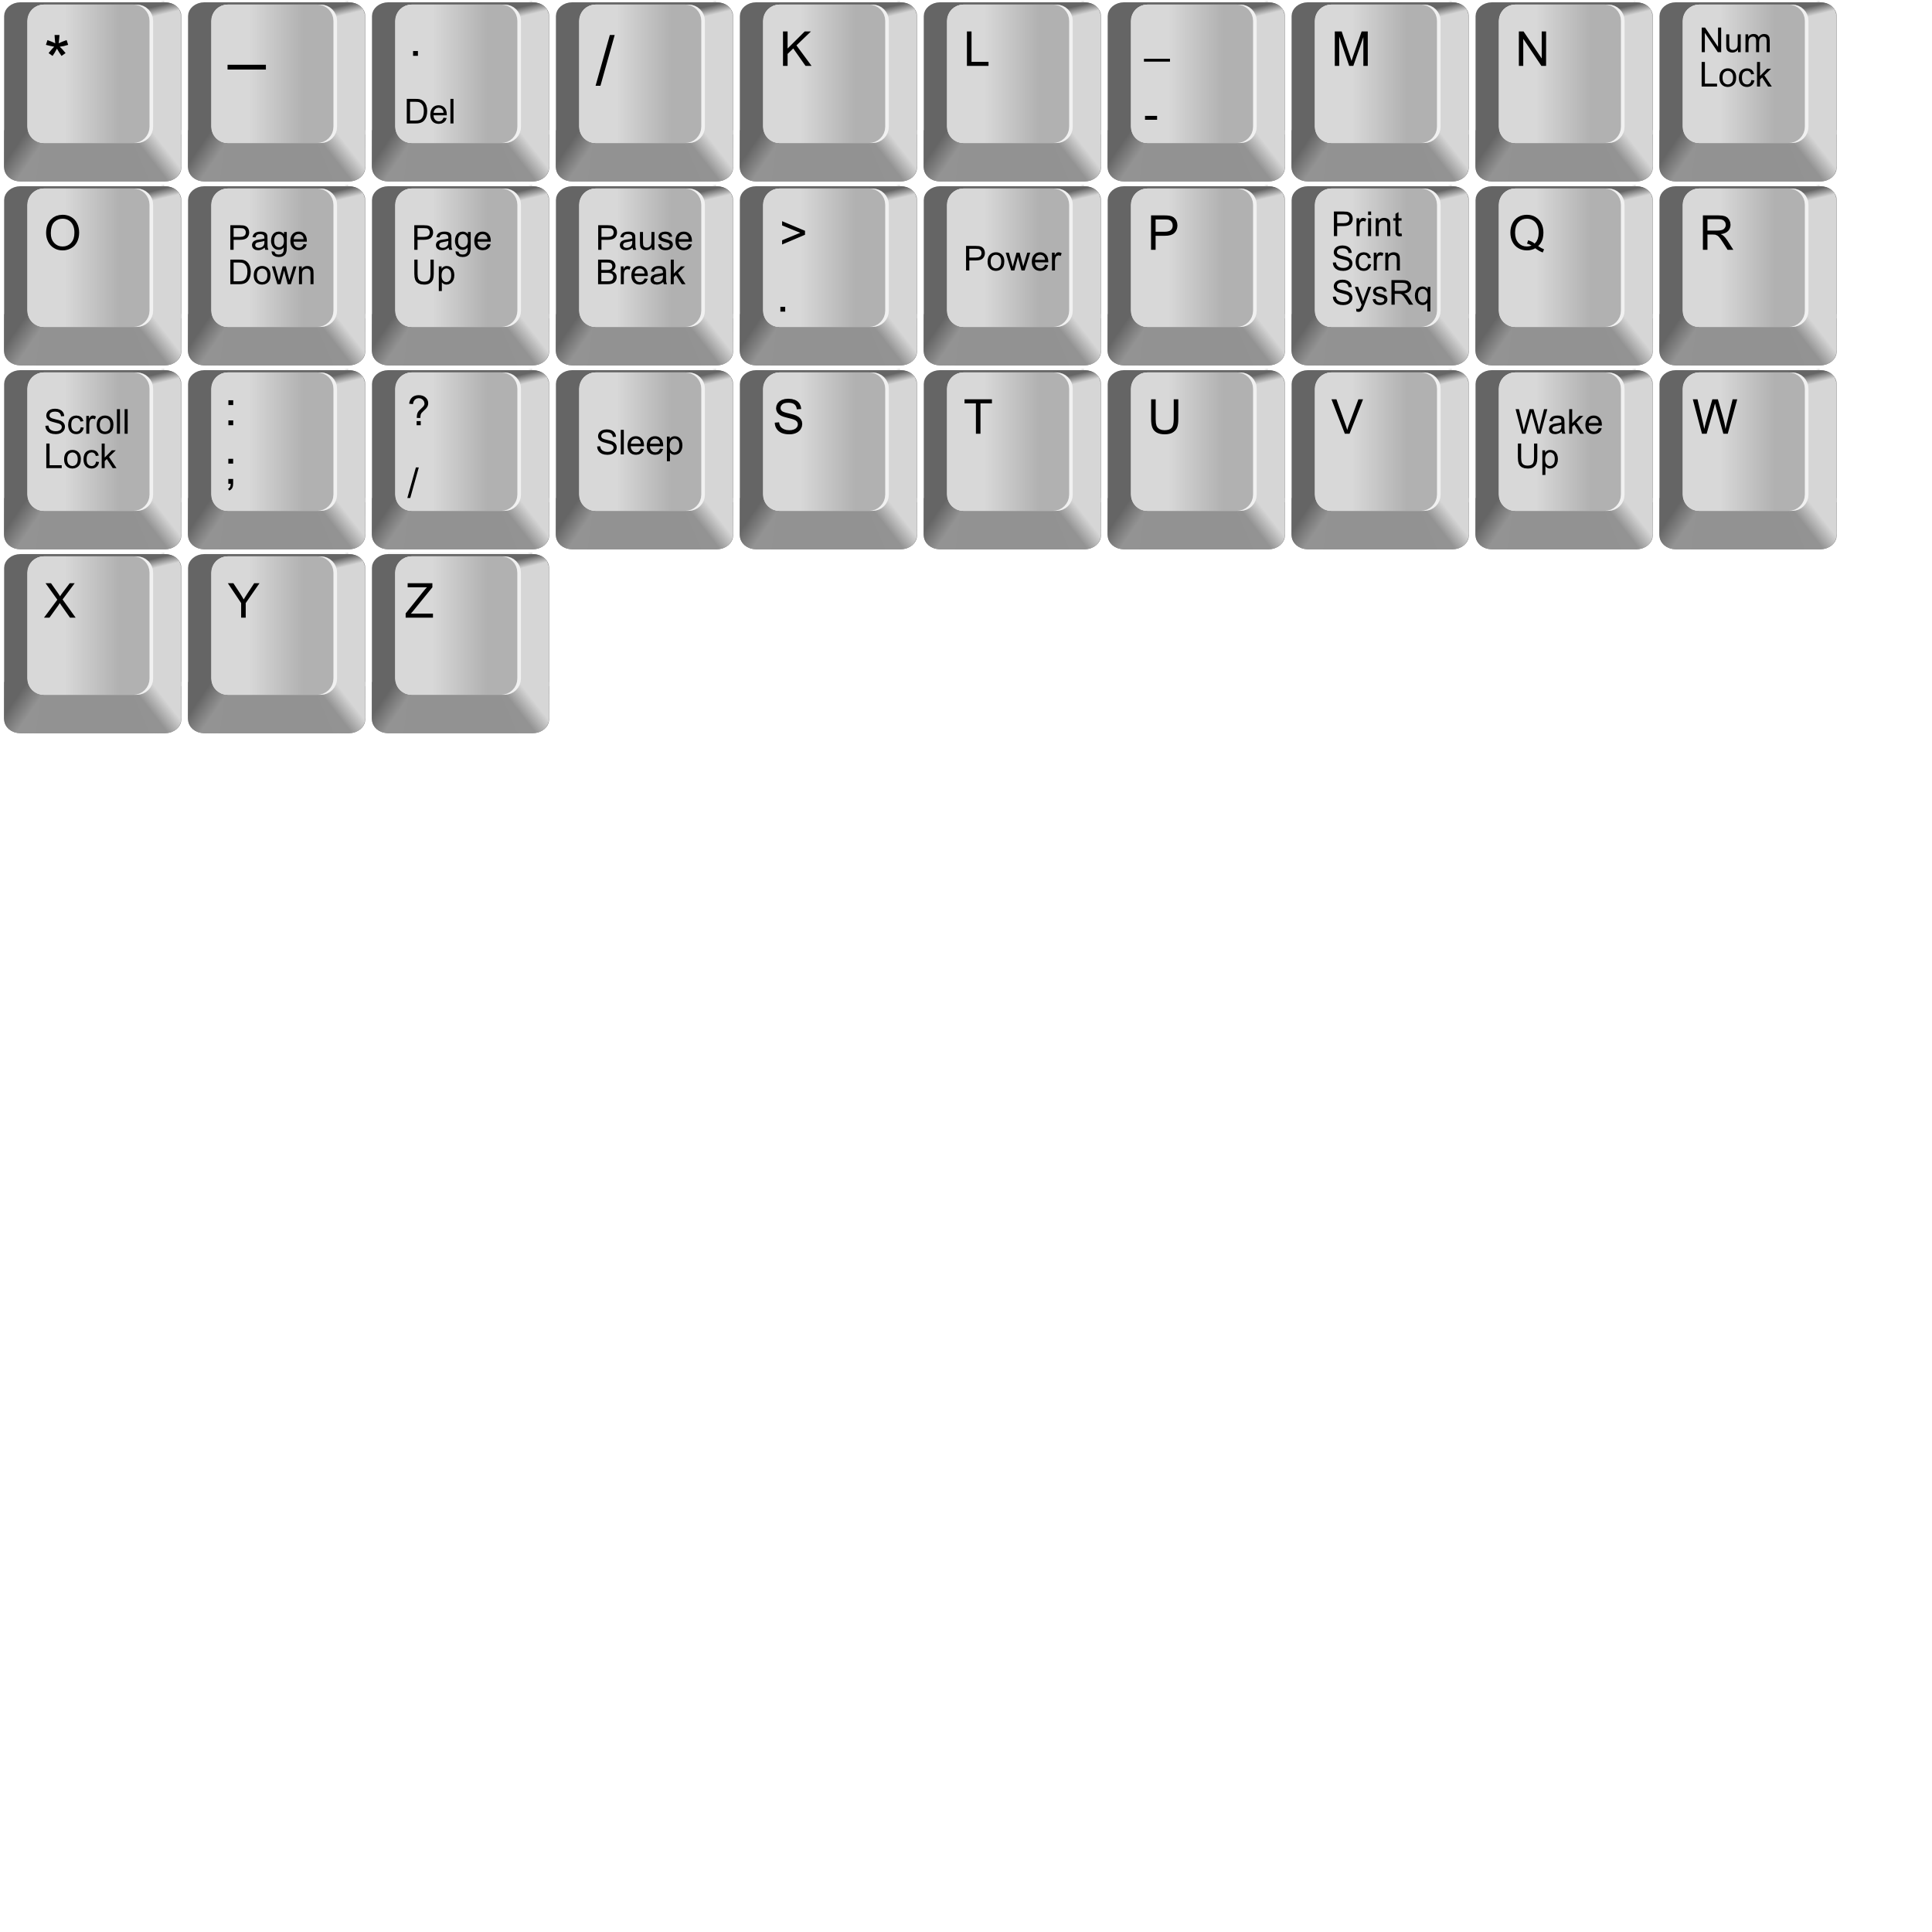 *
–
.
Del
/
K
L
_
-
M
N
Num
Lock
O
Page
Down
Page
Up
Pause
Break
>
.
Power
P
Print
Scrn
SysRq
Q
R
Scroll
Lock
:
;
?
/
Sleep
S
T
U
V
Wake
Up
W
X
Y
Z